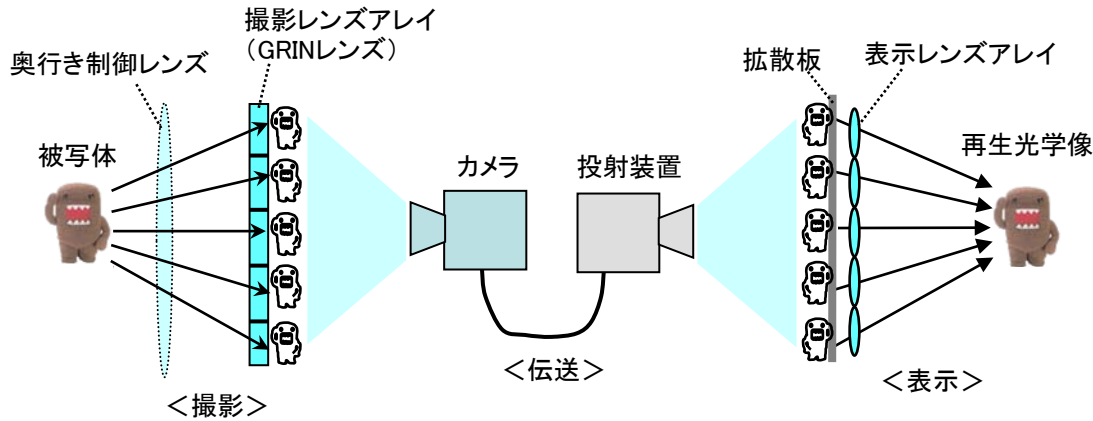 撮影レンズアレイ
（GRINレンズ）
奥行き制御レンズ
被写体
カメラ
投射装置
拡散板
表示レンズアレイ
再生光学像
＜伝送＞
＜表示＞
＜撮影＞